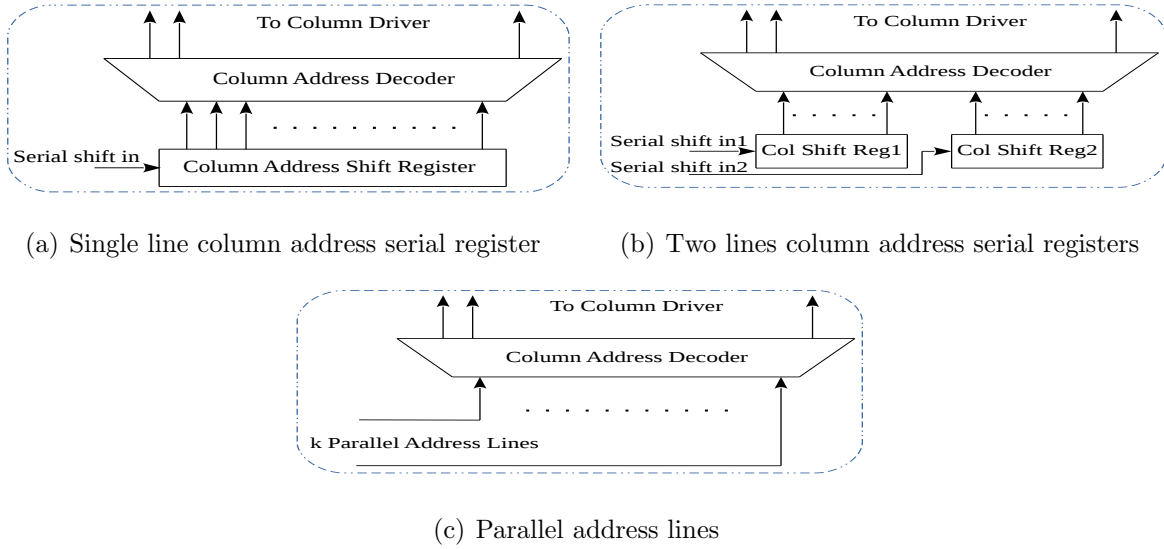 To Column Driver
Column Address Decoder
Serial shift in
Column Address Shift Register
(a) Single line column address serial register
To Column Driver
Column Address Decoder
Serial shift in1
Col Shift Reg1
Col Shift Reg2
Serial shift in2
(b) Two lines column address serial registers
To Column Driver
Column Address Decoder
k Parallel Address Lines
(c) Parallel address lines